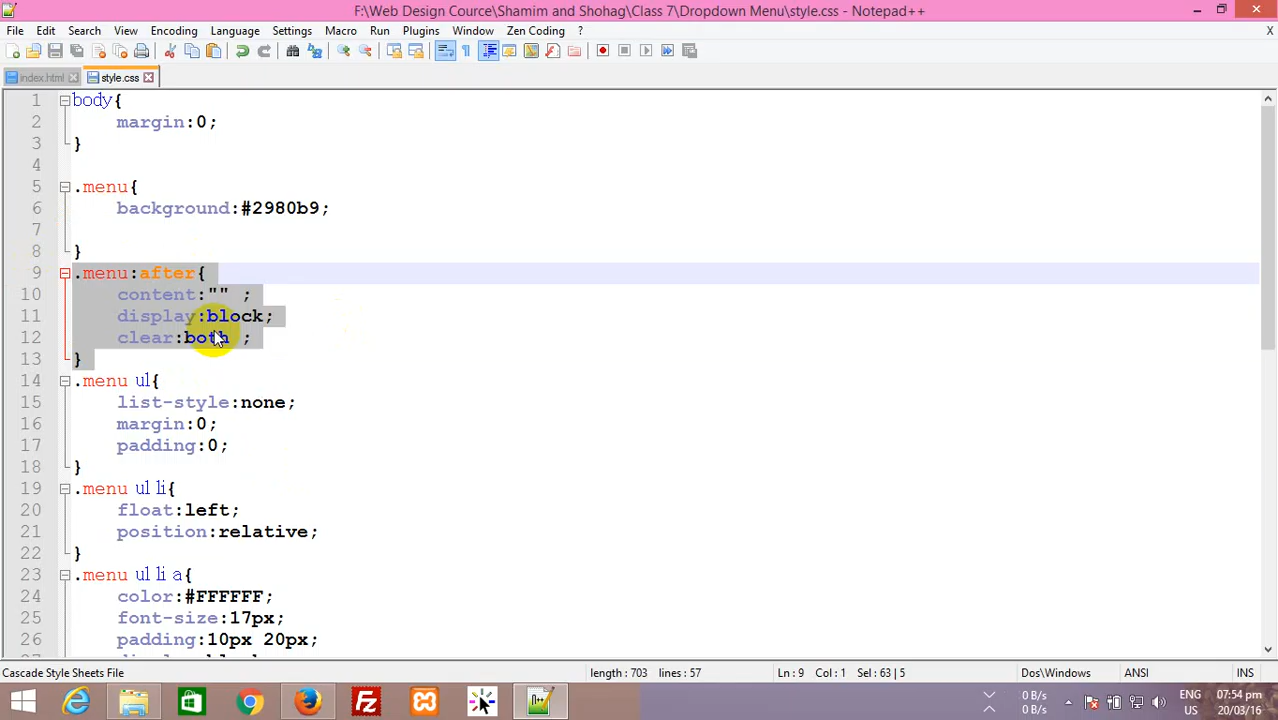 F:\Web Design Cource\Shamim and Shohag\Class 7\Dropdown Menu\style.css - Notepad++
File Edit Search View Encoding Language Settings Macro Run Plugins Window Zen Coding ? X
index.html style.css
1 body{
2 margin:0;
3 }
4
5 .menu{
6 background:#2980b9;
7
8 }
9 .menu:after{
10 content:"" ;
11 display:block;
12 clear:both ;
13 }
14 .menu ul{
15 list-style:none;
16 margin:0;
17 padding:0;
18 }
19 .menu ul li{
20 float:left;
21 position:relative;
22 }
23 .menu ul li a{
24 color:#FFFFFF;
25 font-size:17px;
26 padding:10px 20px;
Cascade Style Sheets File length : 703 lines : 57 Ln : 9 Col : 1 Sel : 63 | 5 Dos\Windows ANSI INS
0 B/s ENG 07:54 pm
0 B/s US 20/03/16